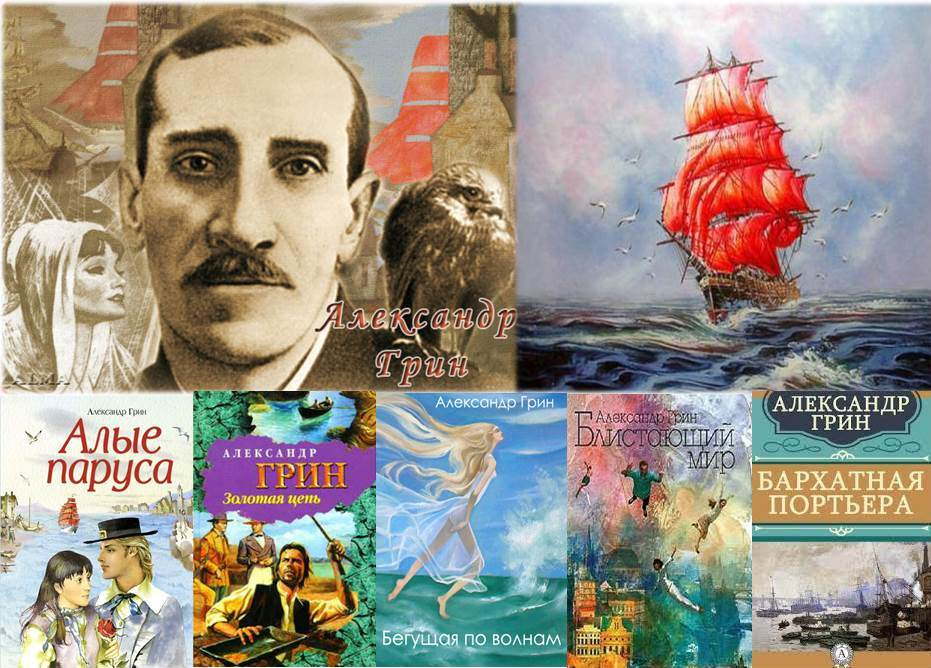 Александр
Грин
ALMA
Александр Грин
Алые
паруса
АЛЕКСАНДР
ГРИН
Золотая цепь
Александр Грин
Бегущая по волнам
Александр Грин
Блистающий
мир
АЛЕКСАНДР
ГРИН
БАРХАТНАЯ
ПОРТЬЕРА
А